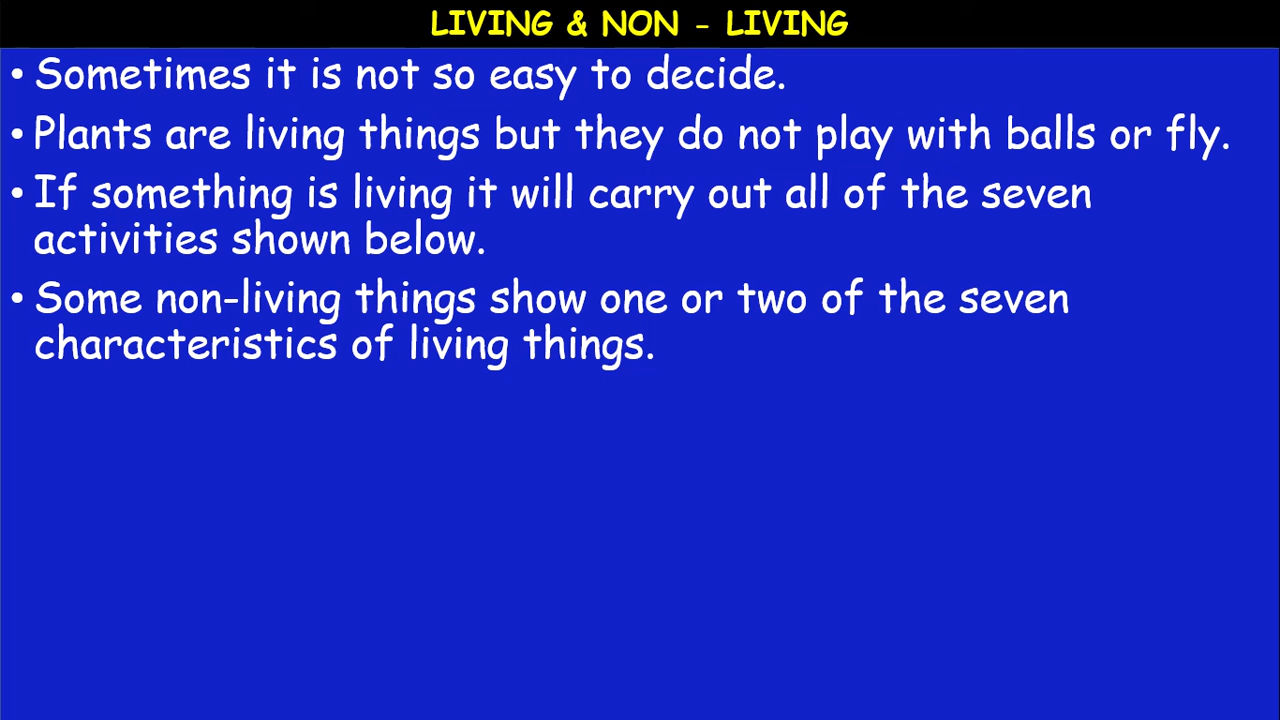 LIVING & NON - LIVING
• Sometimes it is not so easy to decide.
• Plants are living things but they do not play with balls or fly.
• If something is living it will carry out all of the seven
activities shown below.
• Some non-living things show one or two of the seven
characteristics of living things.